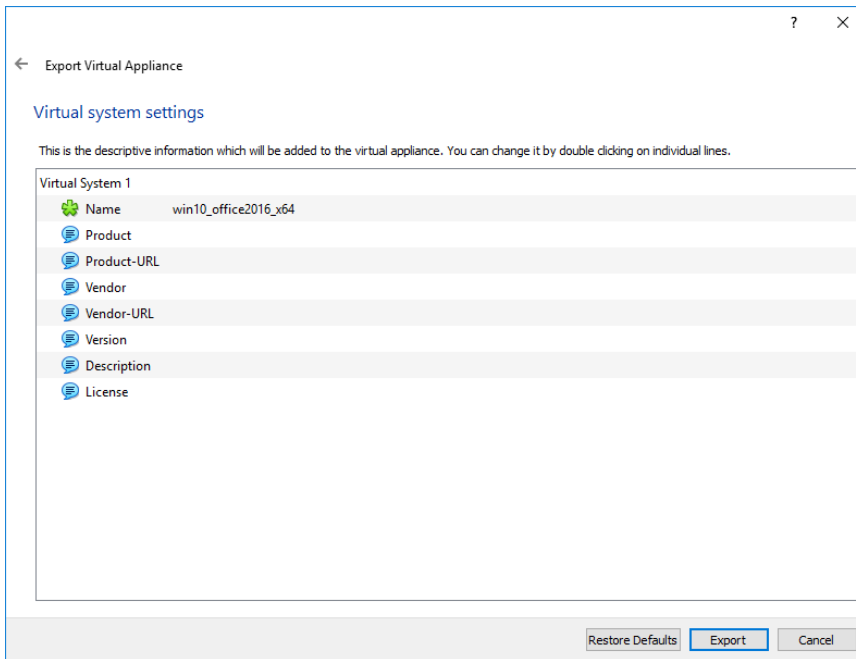 ?
Export Virtual Appliance
Virtual system settings
This is the descriptive information which will be added to the virtual appliance. You can change it by double clicking on individual lines.
Virtual System 1
Name win10_office2016_x64
Product
Product-URL
Vendor
Vendor-URL
Version
Description
License
Restore Defaults Export Cancel